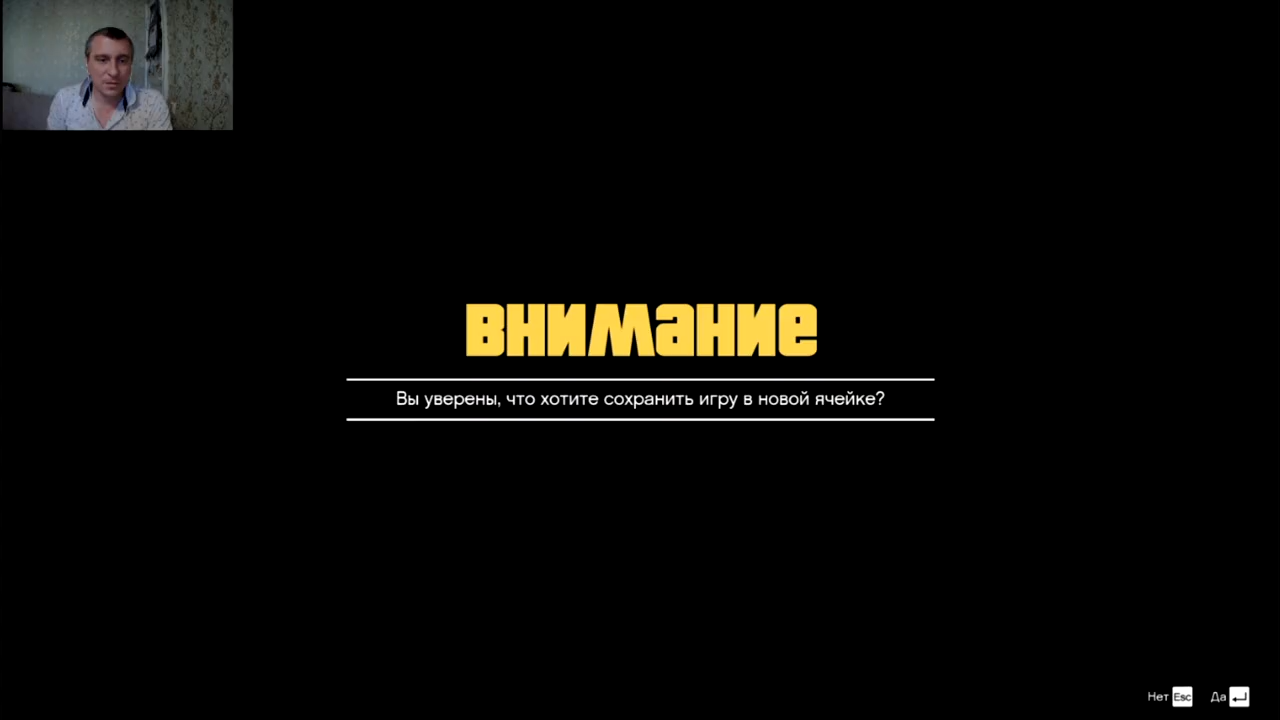 внимание
Вы уверены, что хотите сохранить игру в новой ячейке?
Нет Esc Да